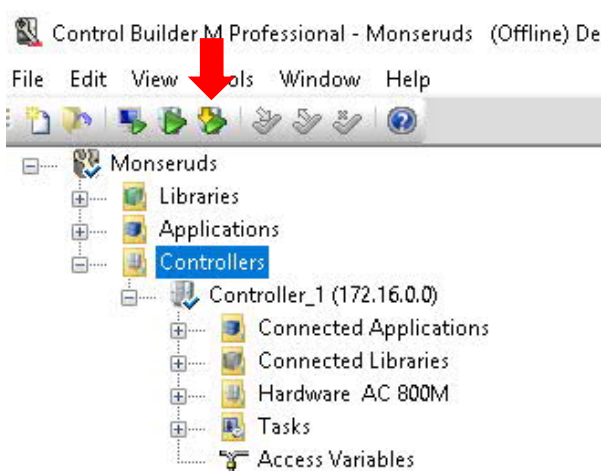 Control Builder M Professional - Monseruds (Offline) De
File Edit View ols Window Help
Monseruds
Libraries
Applications
Controllers
Controller_1 (172.16.0.0)
Connected Applications
Connected Libraries
Hardware AC 800M
Tasks
Access Variables